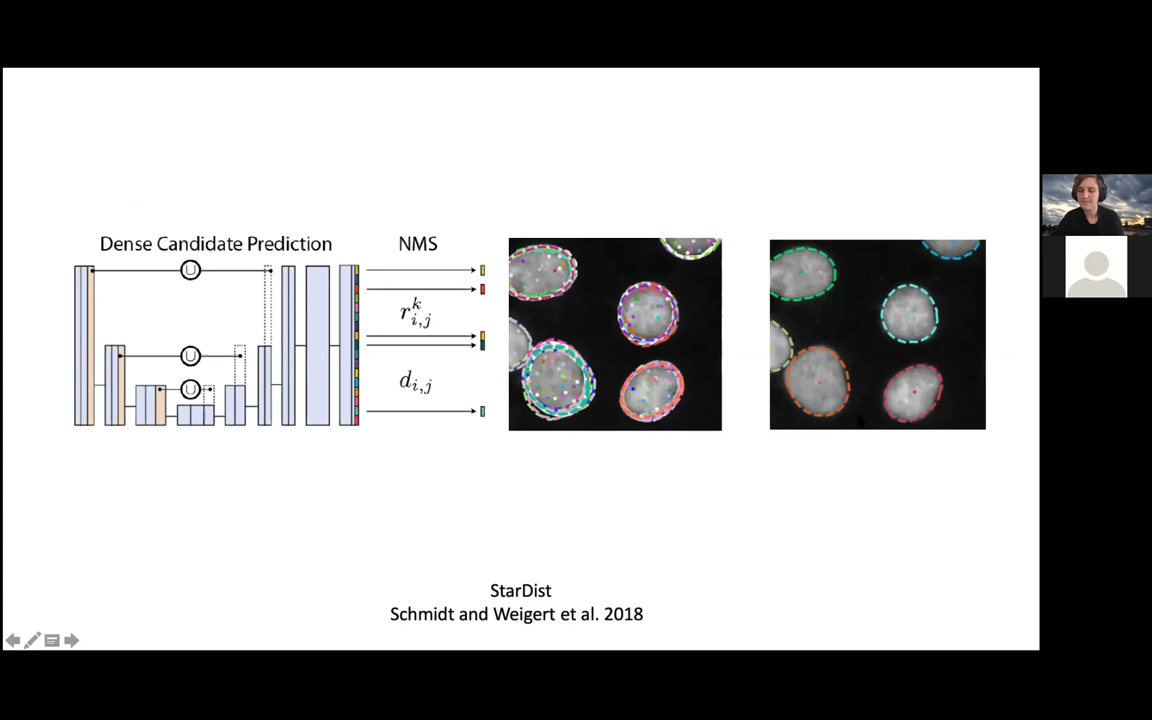 Dense Candidate Prediction
NMS
U
r^k_{i,j}
U
d_{i,j}
U
StarDist
Schmidt and Weigert et al. 2018